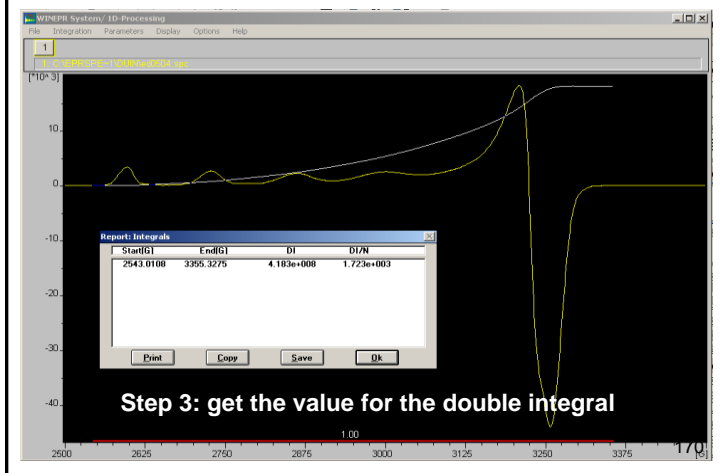 WINEPR System/ 1D-Processing
File Integration Parameters Display Options Help
1
[*10^ 3]
10
0
-10
-20
-30
-40
Report: Integrals
Start[G] End[G] DI DI/N
2543.0108 3355.3275 4.183e+008 1.723e+003
Print Copy Save Ok
Step 3: get the value for the double integral
1.00
2500 2625 2750 2875 3000 3125 3250 3375 [G]
170